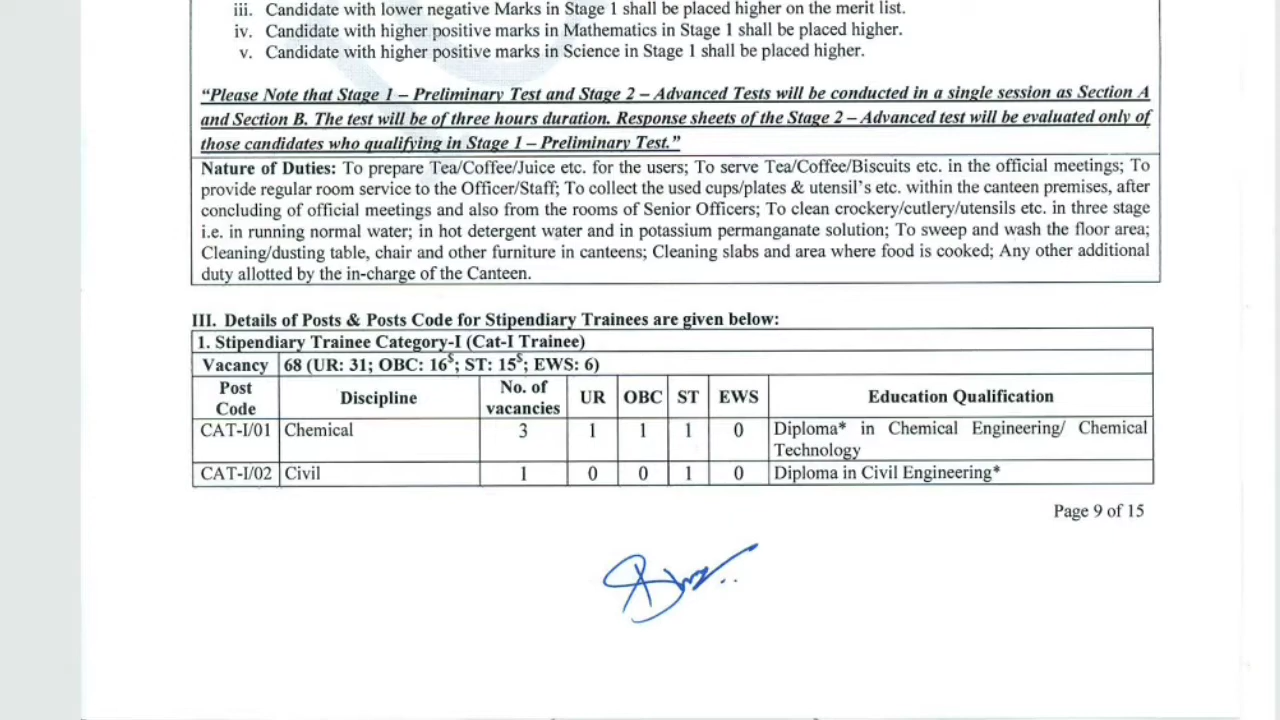 iii. Candidate with lower negative Marks in Stage 1 shall be placed higher on the merit list.
iv. Candidate with higher positive marks in Mathematics in Stage 1 shall be placed higher.
v. Candidate with higher positive marks in Science in Stage 1 shall be placed higher.
“Please Note that Stage 1 – Preliminary Test and Stage 2 – Advanced Tests will be conducted in a single session as Section A
and Section B. The test will be of three hours duration. Response sheets of the Stage 2 – Advanced test will be evaluated only of
those candidates who qualifying in Stage 1 – Preliminary Test.”
Nature of Duties: To prepare Tea/Coffee/Juice etc. for the users; To serve Tea/Coffee/Biscuits etc. in the official meetings; To
provide regular room service to the Officer/Staff; To collect the used cups/plates & utensil’s etc. within the canteen premises, after
concluding of official meetings and also from the rooms of Senior Officers; To clean crockery/cutlery/utensils etc. in three stage
i.e. in running normal water; in hot detergent water and in potassium permanganate solution; To sweep and wash the floor area;
Cleaning/dusting table, chair and other furniture in canteens; Cleaning slabs and area where food is cooked; Any other additional
duty allotted by the in-charge of the Canteen.
III. Details of Posts & Posts Code for Stipendiary Trainees are given below:
1. Stipendiary Trainee Category-I (Cat-I Trainee)
Vacancy 68 (UR: 31; OBC: 16$; ST: 15$; EWS: 6)
Post Code Discipline No. of vacancies UR OBC ST EWS Education Qualification
CAT-I/01 Chemical 3 1 1 1 0 Diploma* in Chemical Engineering/ Chemical
Technology
CAT-I/02 Civil 1 0 0 1 0 Diploma in Civil Engineering*
Page 9 of 15